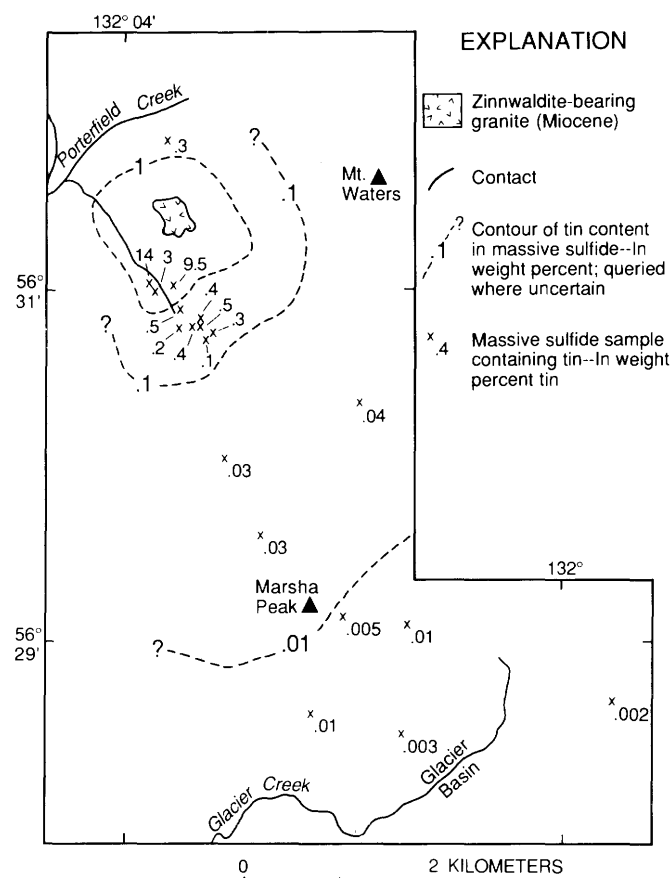 132° 04'
EXPLANATION
Zinnwaldite-bearing
granite (Miocene)
Contact
?
.1
Contour of tin content
in massive sulfide--In
weight percent; queried
where uncertain
x
.4
Massive sulfide sample
containing tin--In weight
percent tin
Porterfield Creek
x
.3
?
1
.1
Mt.
Waters
56°
31'
14
3
9.5
.4
.5
.5
.3
.2
.4
.1
?
.1
x
.04
x
.03
x
.03
132°
Marsha
Peak
x
.005
x
.01
56°
29'
?
.01
x
.01
x
.003
x
.002
Glacier Creek
Glacier
Basin
0 2 KILOMETERS